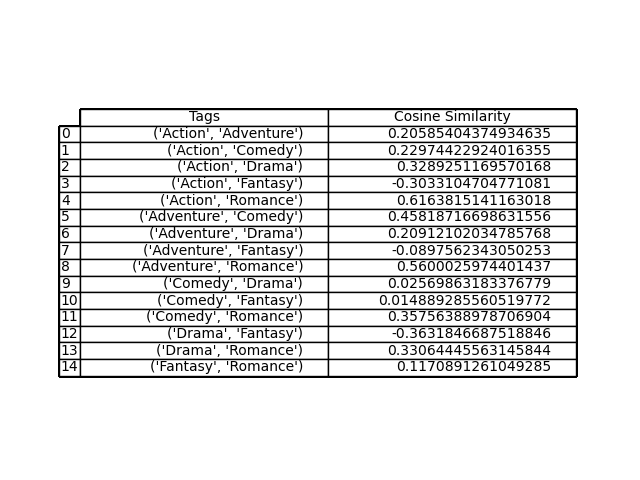 Tags Cosine Similarity
0 ('Action', 'Adventure') 0.20585404374934635
1 ('Action', 'Comedy') 0.22974422924016355
2 ('Action', 'Drama') 0.3289251169570168
3 ('Action', 'Fantasy') -0.3033104704771081
4 ('Action', 'Romance') 0.6163815141163018
5 ('Adventure', 'Comedy') 0.45818716698631556
6 ('Adventure', 'Drama') 0.20912102034785768
7 ('Adventure', 'Fantasy') -0.0897562343050253
8 ('Adventure', 'Romance') 0.5600025974401437
9 ('Comedy', 'Drama') 0.02569863183376779
10 ('Comedy', 'Fantasy') 0.014889285560519772
11 ('Comedy', 'Romance') 0.35756388978706904
12 ('Drama', 'Fantasy') -0.3631846687518846
13 ('Drama', 'Romance') 0.33064445563145844
14 ('Fantasy', 'Romance') 0.1170891261049285